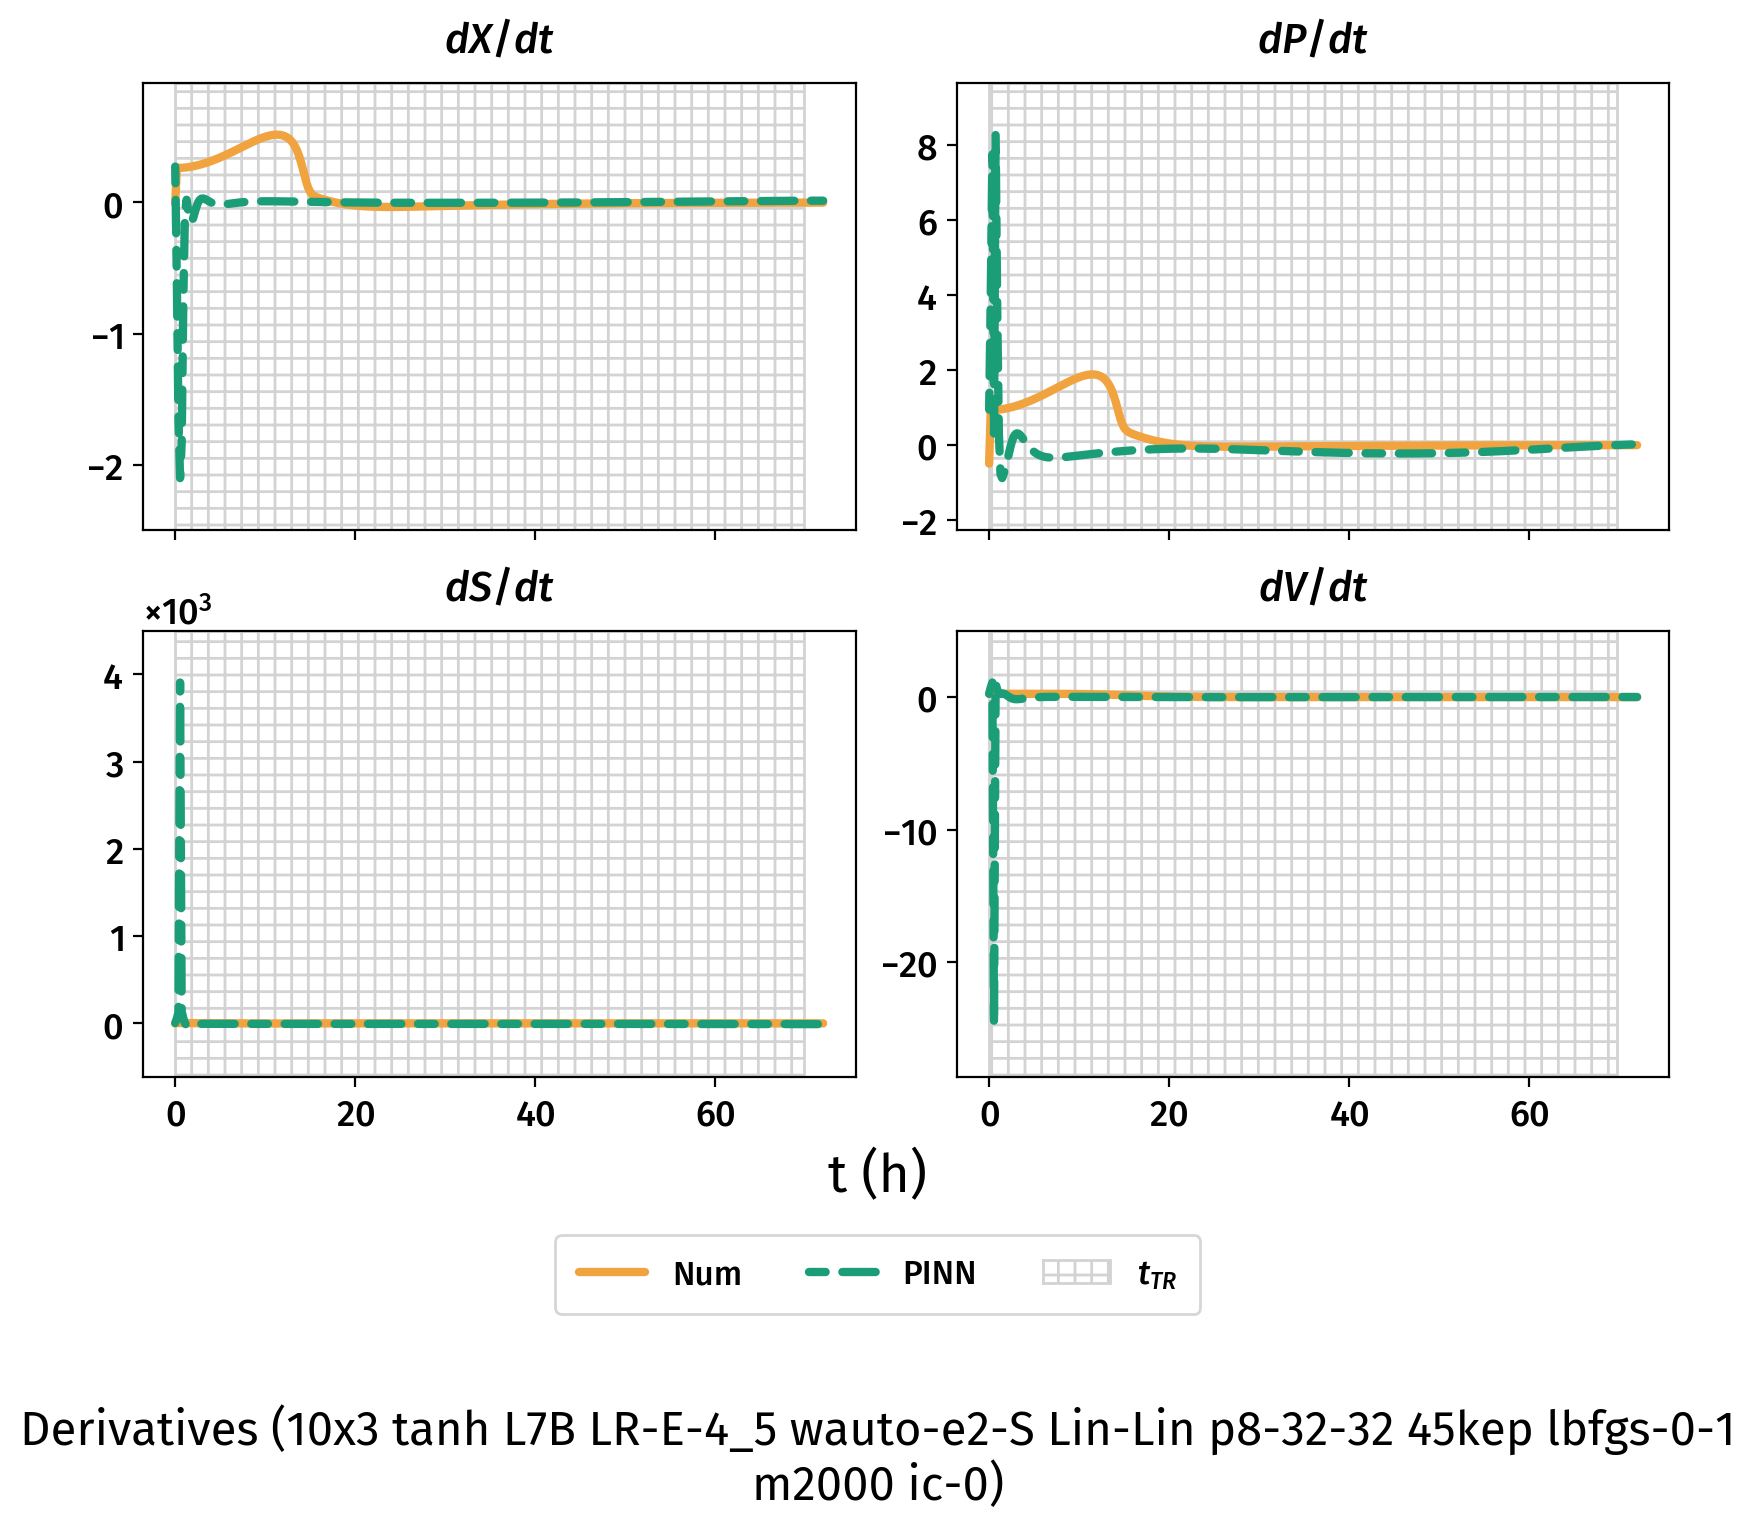 dX/dt
dP/dt
0
−1
−2
8
6
4
2
0
−2
dS/dt
dV/dt
×10³
4
3
2
1
0
0
−10
−20
0 20 40 60
0 20 40 60
t (h)
Num PINN t_TR
Derivatives (10x3 tanh L7B LR-E-4_5 wauto-e2-S Lin-Lin p8-32-32 45kep lbfgs-0-1
m2000 ic-0)